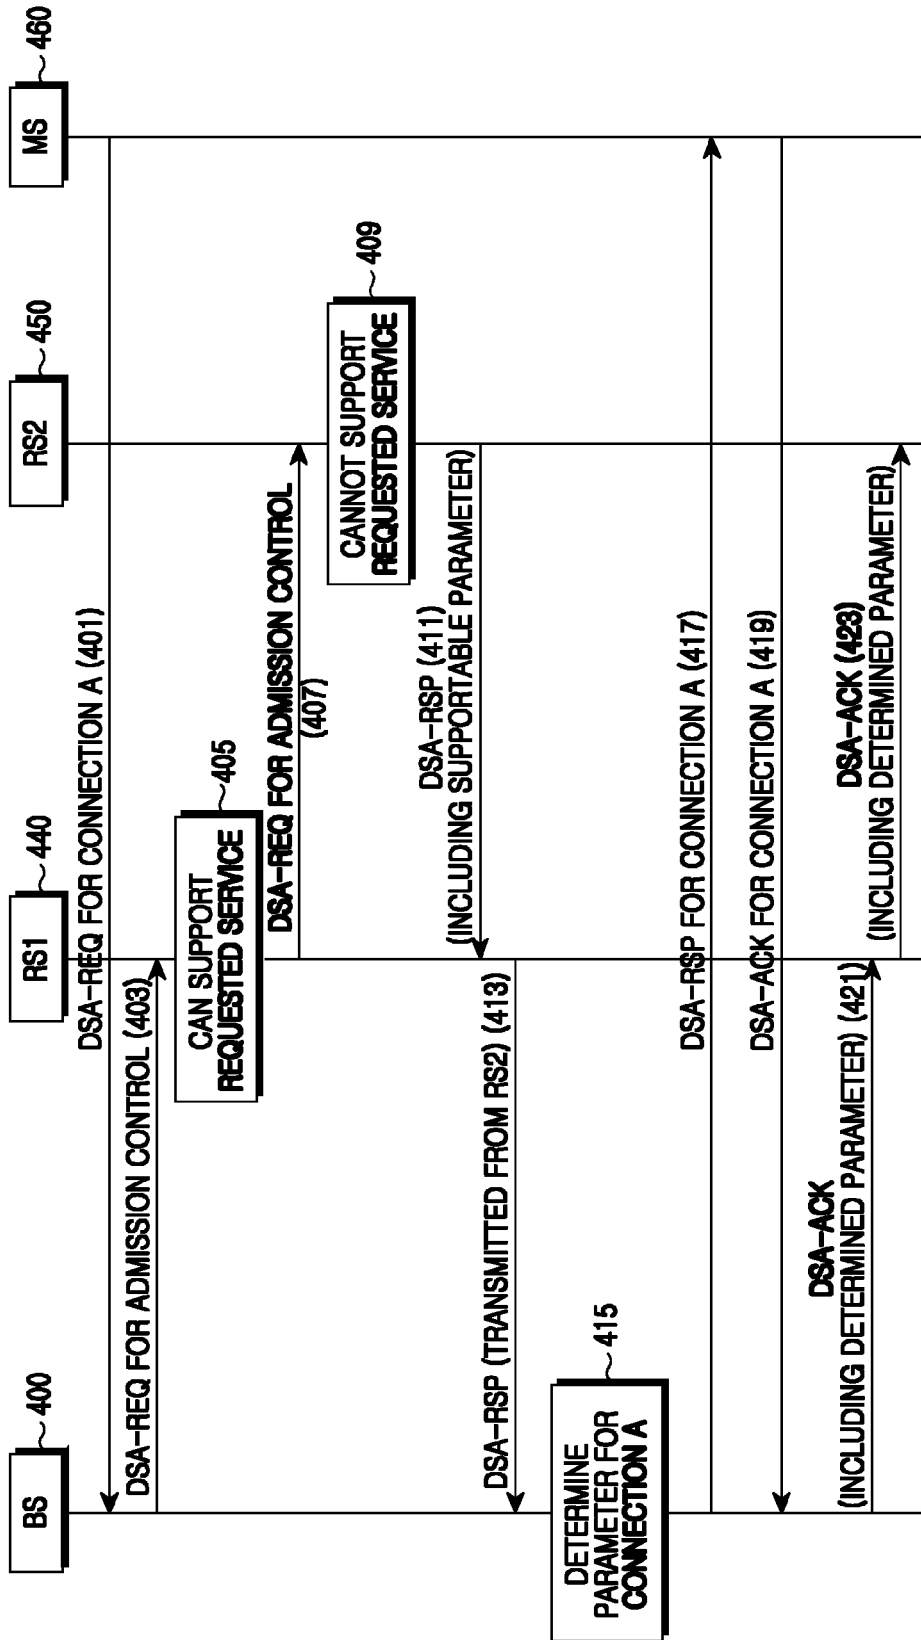 BS
400
RS1
440
RS2
450
MS
460
DSA-REQ FOR CONNECTION A (401)
DSA-REQ FOR ADMISSION CONTROL (403)
CAN SUPPORT
REQUESTED SERVICE
405
DSA-REQ FOR ADMISSION CONTROL
(407)
CANNOT SUPPORT
REQUESTED SERVICE
409
DSA-RSP (411)
(INCLUDING SUPPORTABLE PARAMETER)
DSA-RSP (TRANSMITTED FROM RS2) (413)
DETERMINE
PARAMETER FOR
CONNECTION A
415
DSA-RSP FOR CONNECTION A (417)
DSA-ACK FOR CONNECTION A (419)
DSA-ACK
(INCLUDING DETERMINED PARAMETER) (421)
DSA-ACK (423)
(INCLUDING DETERMINED PARAMETER)